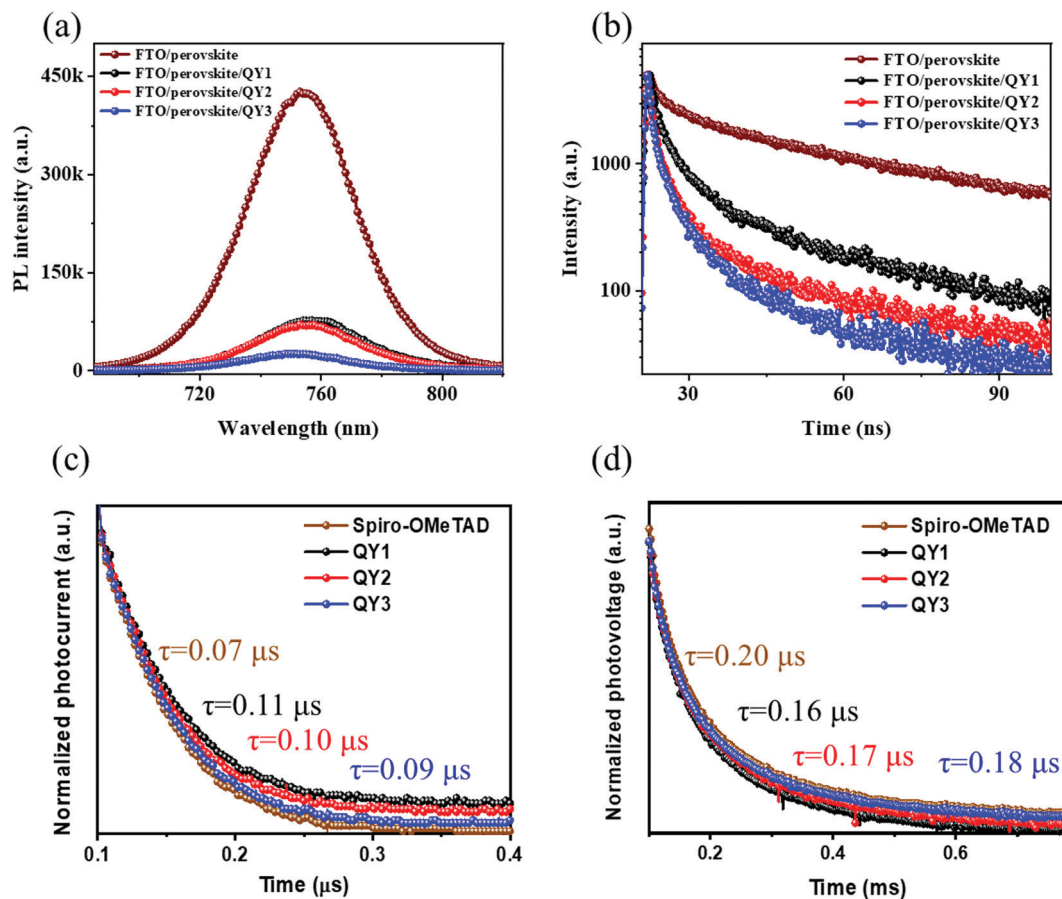 (a)
FTO/perovskite
FTO/perovskite/QY1
FTO/perovskite/QY2
FTO/perovskite/QY3
450k
300k
150k
0
PL intensity (a.u.)
720
760
800
Wavelength (nm)
(b)
FTO/perovskite
FTO/perovskite/QY1
FTO/perovskite/QY2
FTO/perovskite/QY3
1000
100
Intensity (a.u.)
30
60
90
Time (ns)
(c)
Spiro-OMeTAD
QY1
QY2
QY3
τ=0.07 μs
τ=0.11 μs
τ=0.10 μs
τ=0.09 μs
Normalized photocurrent (a.u.)
0.1
0.2
0.3
0.4
Time (μs)
(d)
Spiro-OMeTAD
QY1
QY2
QY3
τ=0.20 μs
τ=0.16 μs
τ=0.17 μs
τ=0.18 μs
Normalized photovoltage (a.u.)
0.2
0.4
0.6
Time (ms)